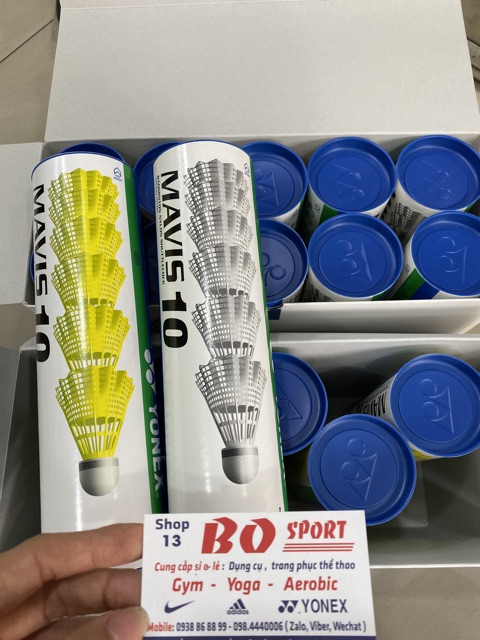 MAVIS 10
YONEX
MAVIS 10
Shop
13
BO SPORT
Cung cấp sỉ & lẻ : Dụng cụ , trang phục thể thao
Gym - Yoga - Aerobic
adidas
YONEX
Mobile: 0938 86 88 99 - 098.4440006 ( Zalo, Viber, Wechat )